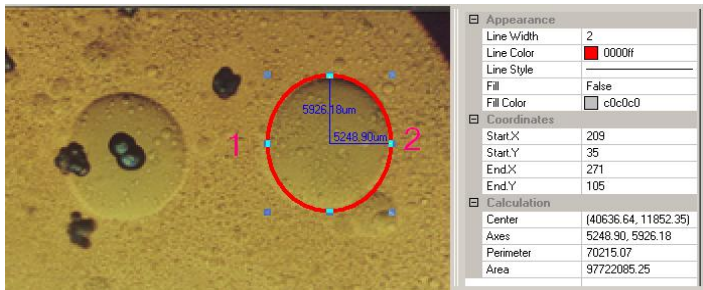 5926.18um
5248.90um
1
2
Appearance
Line Width 2
Line Color 0000ff
Line Style
Fill False
Fill Color c0c0c0
Coordinates
Start.X 209
Start.Y 35
End.X 271
End.Y 105
Calculation
Center (40636.64, 11852.35)
Axes 5248.90, 5926.18
Perimeter 70215.07
Area 97722085.25